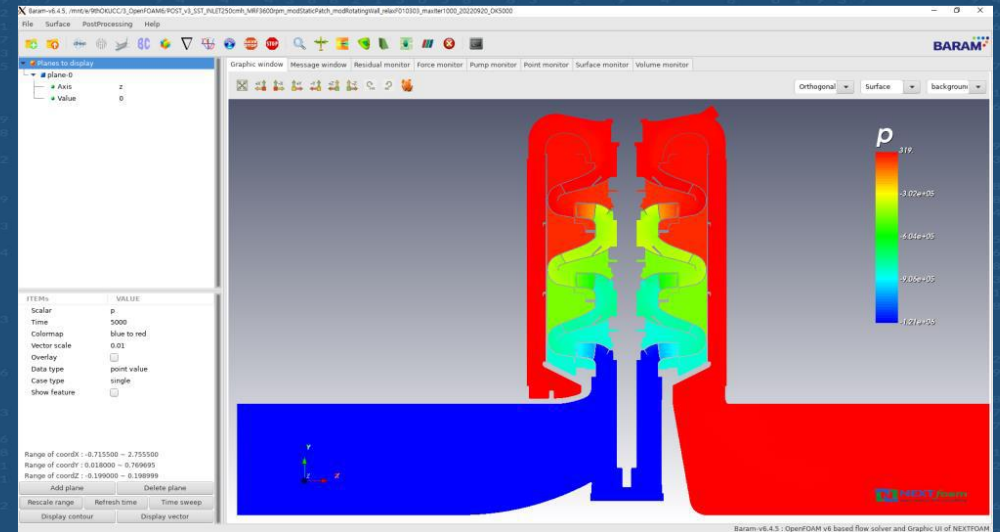 Baram-v6.4.5, /mnt/e/9thOKUCC/3_OpenFOAM6/POST_v3_SST_INLET250cmh_MRF3600rpm_modStaticPatch_modRotatingWall_relaxF010303_maxIter1000_20220920_OK5000
File Surface PostProcessing Help
BARAM
Planes to display
plane-0
Axis z
Value 0
Graphic window Message window Residual monitor Force monitor Pump monitor Point monitor Surface monitor Volume monitor
Orthogonal Surface background
p
319.
-3.02e+05
-6.04e+05
-9.06e+05
-1.21e+06
ITEMs VALUE
Scalar p
Time 5000
Colormap blue to red
Vector scale 0.01
Overlay
Data type point value
Case type single
Show feature
Range of coordX : -0.715500 ~ 2.755500
Range of coordY : 0.018000 ~ 0.769695
Range of coordZ : -0.199000 ~ 0.198999
Add plane Delete plane
Rescale range Refresh time Time sweep
Display contour Display vector
Y
Z X
NEXTfoam
Baram-v6.4.5 : OpenFOAM v6 based flow solver and Graphic UI of NEXTFOAM